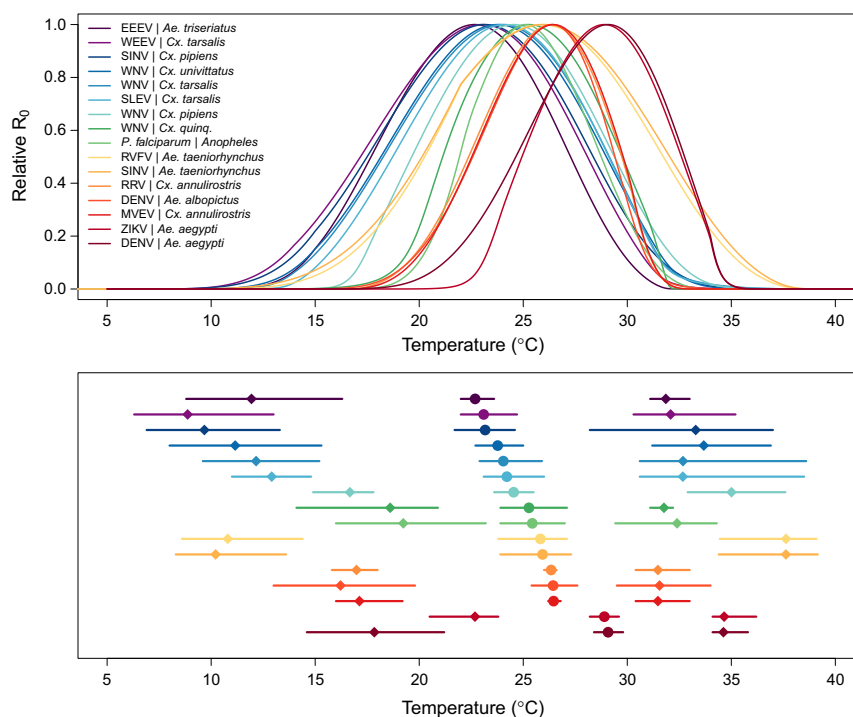 Relative R0
1.0
0.8
0.6
0.4
0.2
0.0
EEEV | Ae. triseriatus
WEEV | Cx. tarsalis
SINV | Cx. pipiens
WNV | Cx. univittatus
WNV | Cx. tarsalis
SLEV | Cx. tarsalis
WNV | Cx. pipiens
WNV | Cx. quinq.
P. falciparum | Anopheles
RVFV | Ae. taeniorhynchus
SINV | Ae. taeniorhynchus
RRV | Cx. annulirostris
DENV | Ae. albopictus
MVEV | Cx. annulirostris
ZIKV | Ae. aegypti
DENV | Ae. aegypti
5 10 15 20 25 30 35 40
Temperature (°C)
5 10 15 20 25 30 35 40
Temperature (°C)